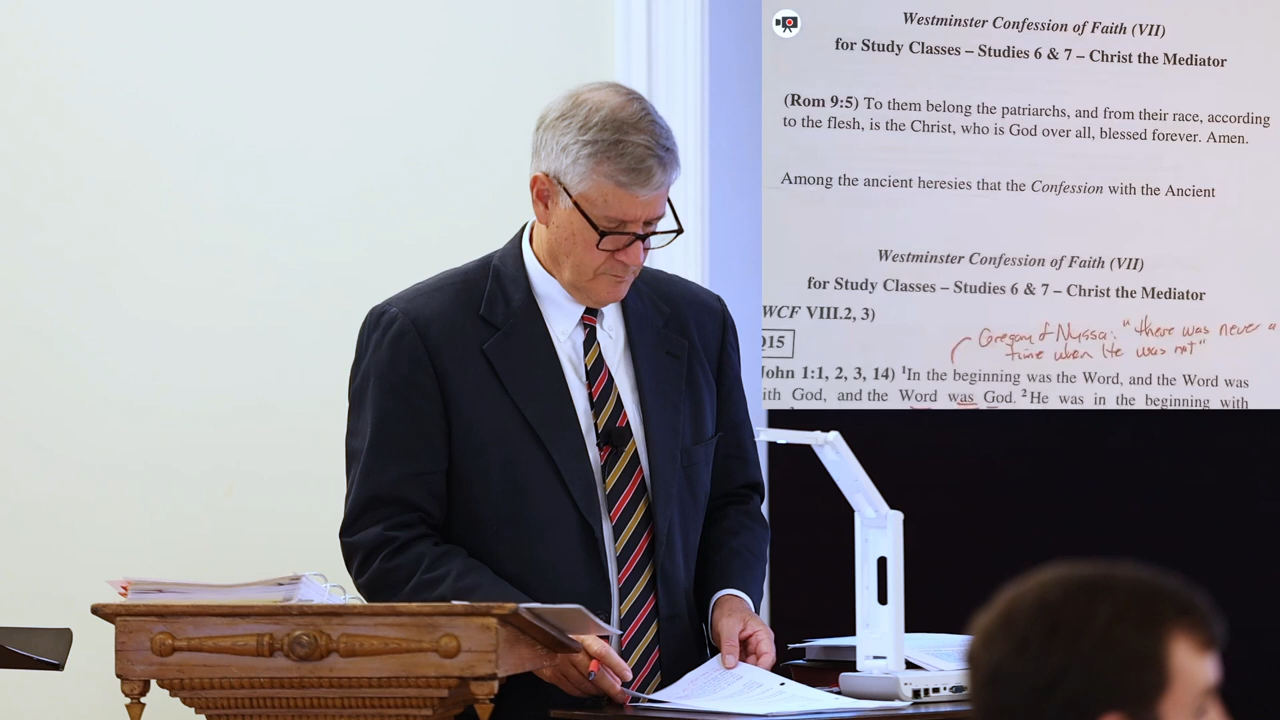 Westminster Confession of Faith (VII)
for Study Classes – Studies 6 & 7 – Christ the Mediator
(Rom 9:5) To them belong the patriarchs, and from their race, according
to the flesh, is the Christ, who is God over all, blessed forever. Amen.
Among the ancient heresies that the Confession with the Ancient
Westminster Confession of Faith (VII)
for Study Classes – Studies 6 & 7 – Christ the Mediator
WCF VIII.2, 3)
Q15
Gregory of Nyssa: "there was never a
time when He was not"
John 1:1, 2, 3, 14) ¹In the beginning was the Word, and the Word was
ith God, and the Word was God. ²He was in the beginning with